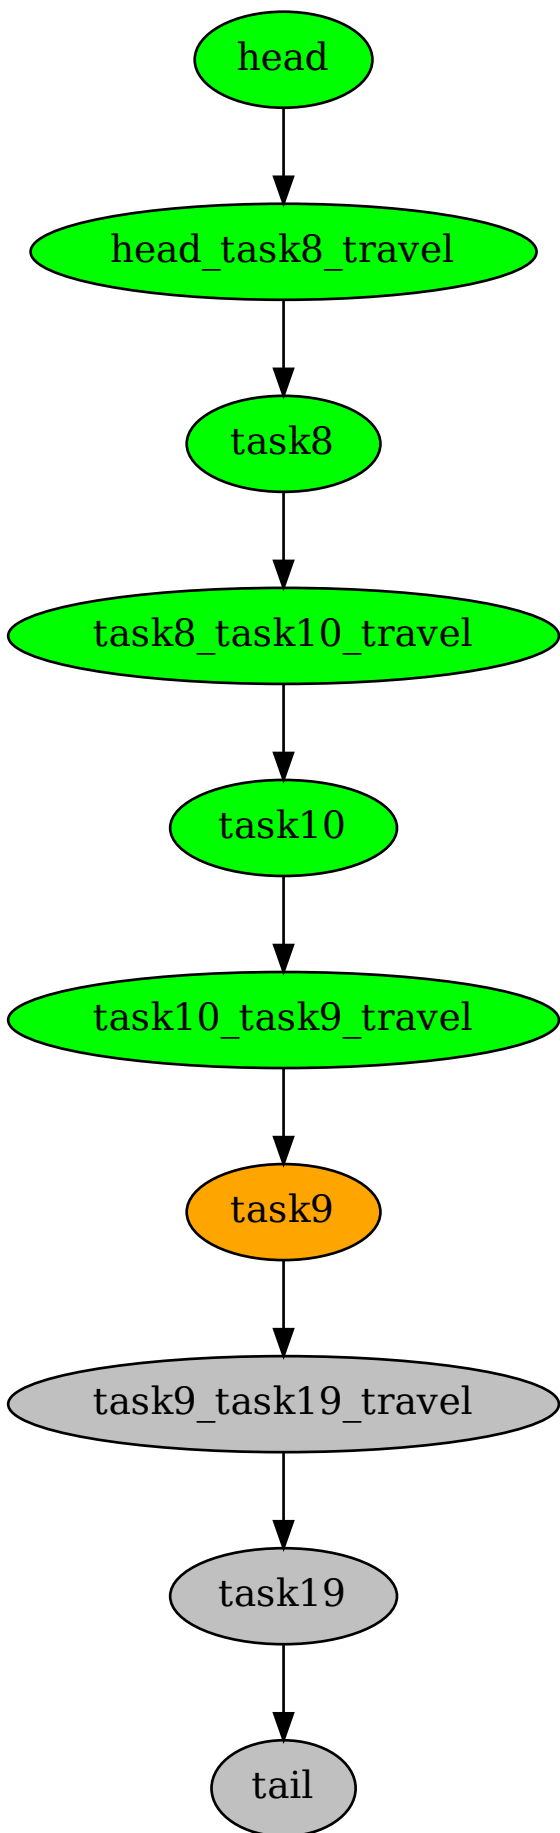 head
head_task8_travel
task8
task8_task10_travel
task10
task10_task9_travel
task9
task9_task19_travel
task19
tail